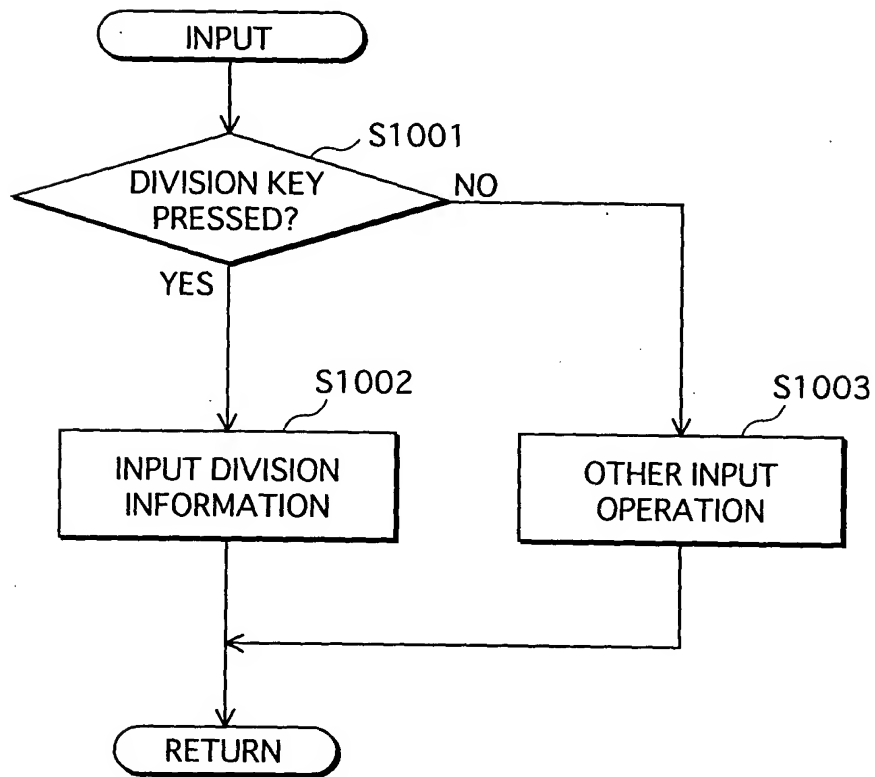 INPUT
S1001
DIVISION KEY
PRESSED?
NO
YES
S1002
INPUT DIVISION
INFORMATION
S1003
OTHER INPUT
OPERATION
RETURN